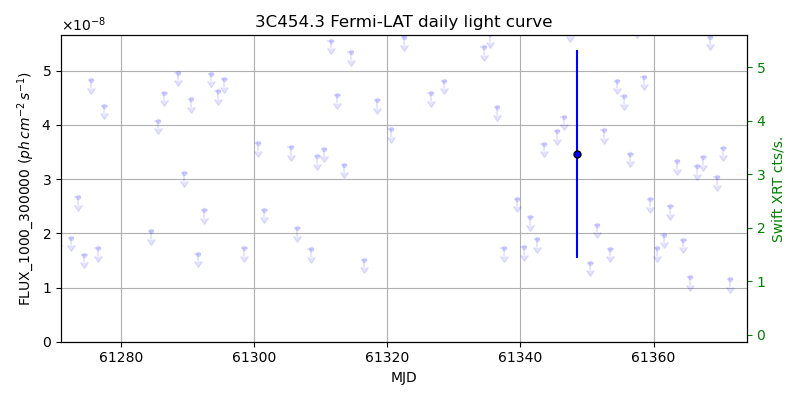 3C454.3 Fermi-LAT daily light curve
×10⁻⁸
5
4
3
2
1
0
FLUX_1000_300000 (ph cm⁻² s⁻¹)
5
4
3
2
1
0
Swift XRT cts/s.
61280 61300 61320 61340 61360
MJD